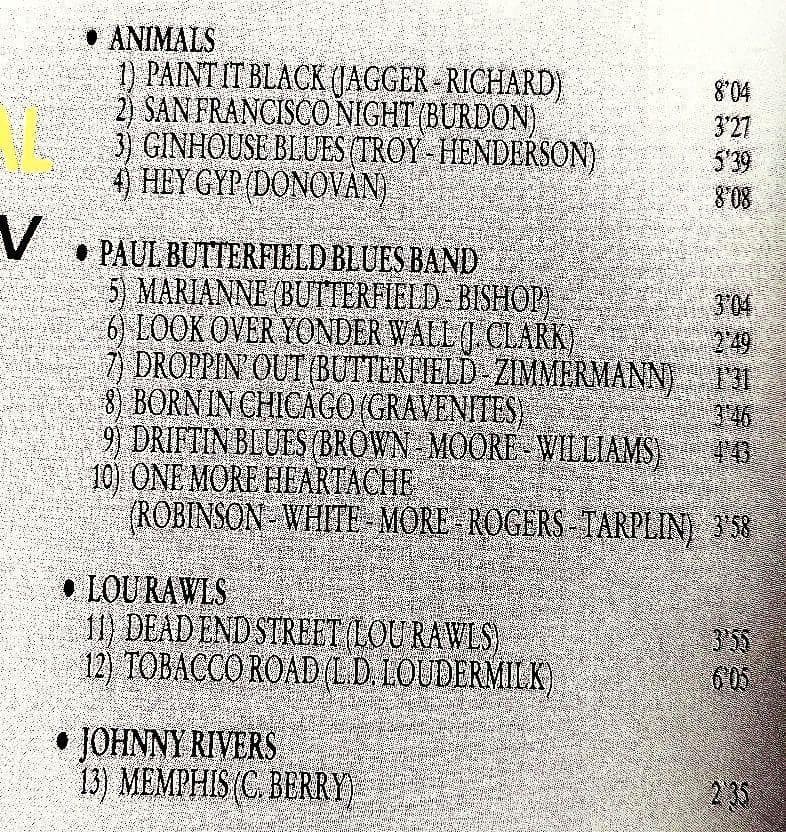 • ANIMALS
1) PAINT IT BLACK (JAGGER - RICHARD) 8'04
2) SAN FRANCISCO NIGHT (BURDON) 3'27
3) GINHOUSE BLUES (TROY - HENDERSON) 5'39
4) HEY GYP (DONOVAN) 8'08
AL
V
• PAUL BUTTERFIELD BLUES BAND
5) MARIANNE (BUTTERFIELD - BISHOP) 3'04
6) LOOK OVER YONDER WALL (J. CLARK) 2'49
7) DROPPIN' OUT (BUTTERFIELD - ZIMMERMANN) 1'31
8) BORN IN CHICAGO (GRAVENITES) 3'46
9) DRIFTIN BLUES (BROWN - MOORE - WILLIAMS) 4'43
10) ONE MORE HEARTACHE
(ROBINSON - WHITE - MORE - ROGERS - TARPLIN) 3'58
• LOU RAWLS
11) DEAD END STREET (LOU RAWLS) 3'55
12) TOBACCO ROAD (L.D. LOUDERMILK) 6'05
• JOHNNY RIVERS
13) MEMPHIS (C. BERRY) 2'35